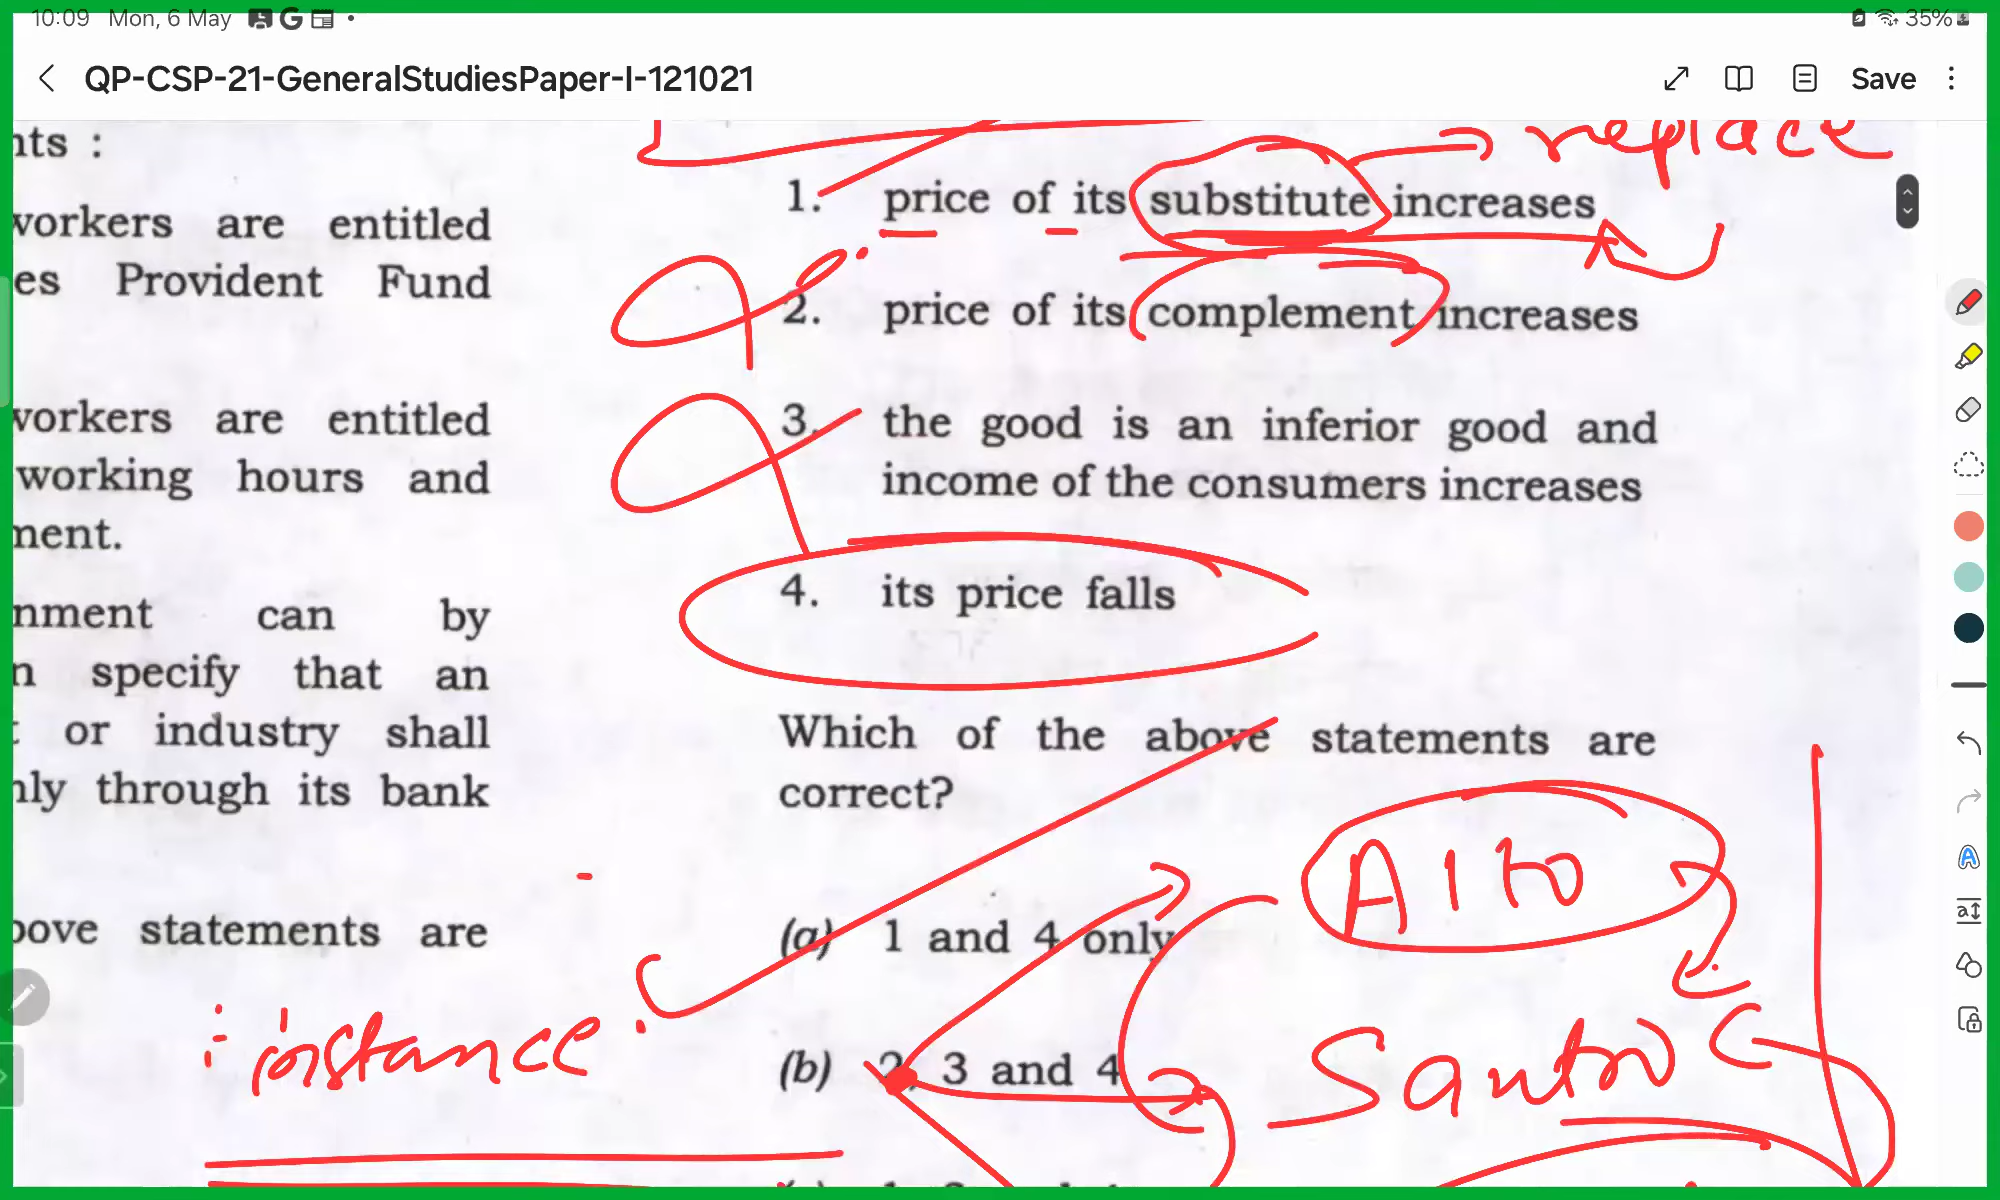 10:09 Mon, 6 May
35%
QP-CSP-21-GeneralStudiesPaper-I-121021
Save
nts :
workers are entitled
es Provident Fund
workers are entitled
working hours and
ment.
nment can by
n specify that an
t or industry shall
nly through its bank
bove statements are
instance
replace
1. price of its substitute increases
2. price of its complement increases
3. the good is an inferior good and
income of the consumers increases
4. its price falls
Which of the above statements are
correct?
(a) 1 and 4 only
(b) 2, 3 and 4
Alto
Santro